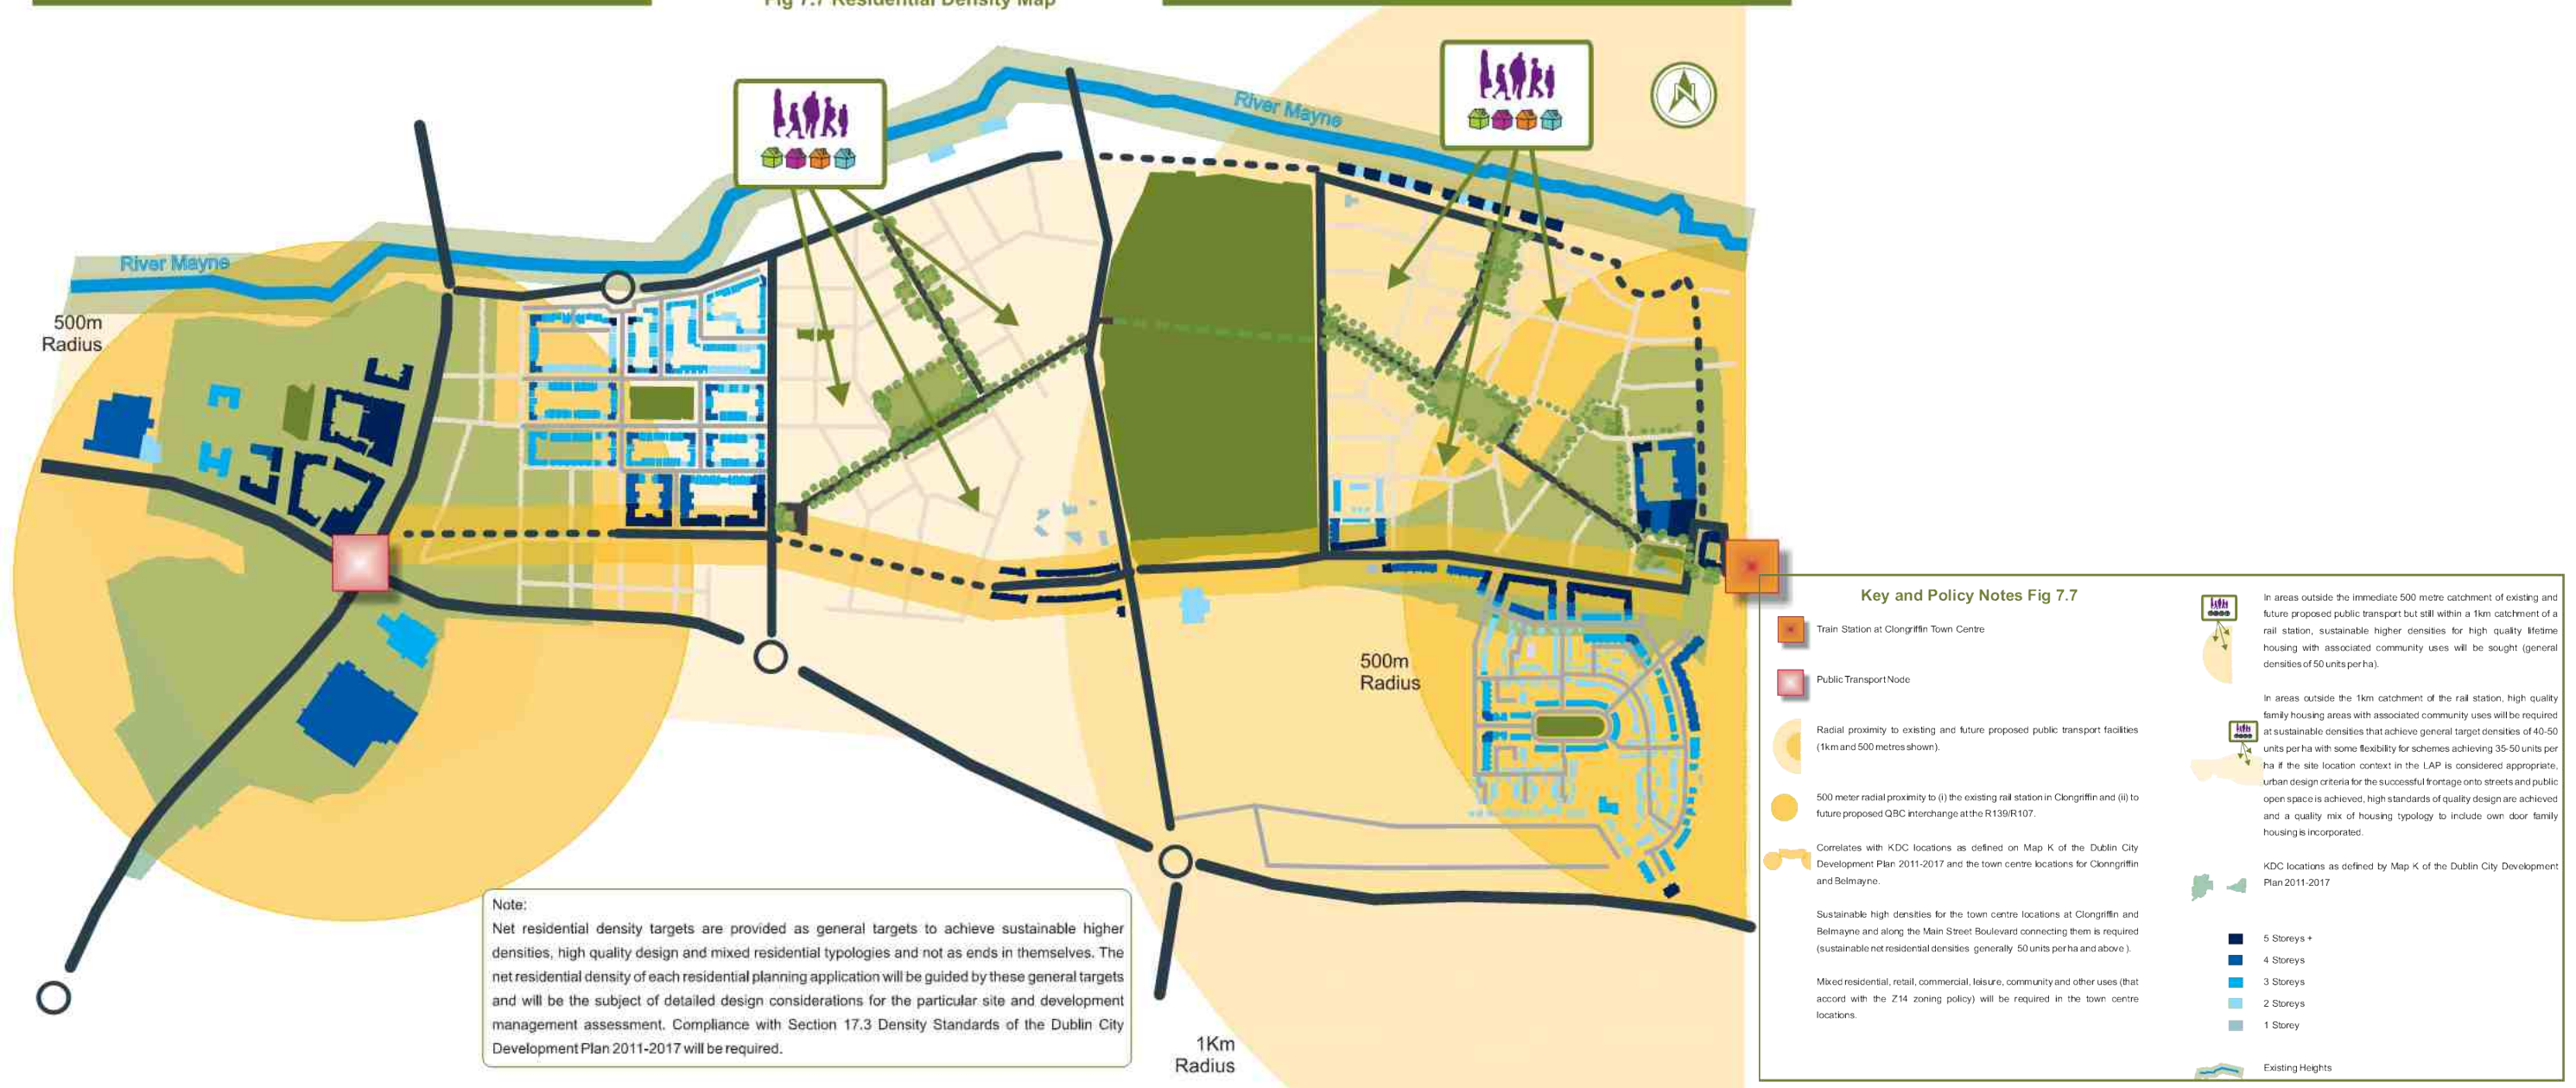 Fig 7.7 Residential Density Map
River Mayne
River Mayne
500m
Radius
500m
Radius
1Km
Radius
Note:
Net residential density targets are provided as general targets to achieve sustainable higher
densities, high quality design and mixed residential typologies and not as ends in themselves. The
net residential density of each residential planning application will be guided by these general targets
and will be the subject of detailed design considerations for the particular site and development
management assessment. Compliance with Section 17.3 Density Standards of the Dublin City
Development Plan 2011-2017 will be required.
Key and Policy Notes Fig 7.7
Train Station at Clongriffin Town Centre
Public Transport Node
Radial proximity to existing and future proposed public transport facilities
(1km and 500 metres shown).
500 meter radial proximity to (i) the existing rail station in Clongriffin and (ii) to
future proposed QBC interchange at the R139/R107.
Correlates with KDC locations as defined on Map K of the Dublin City
Development Plan 2011-2017 and the town centre locations for Clonngriffin
and Belmayne.
Sustainable high densities for the town centre locations at Clongriffin and
Belmayne and along the Main Street Boulevard connecting them is required
(sustainable net residential densities generally 50 units per ha and above ).
Mixed residential, retail, commercial, leisure, community and other uses (that
accord with the Z14 zoning policy) will be required in the town centre
locations.
In areas outside the immediate 500 metre catchment of existing and
future proposed public transport but still within a 1km catchment of a
rail station, sustainable higher densities for high quality lifetime
housing with associated community uses will be sought (general
densities of 50 units per ha).
In areas outside the 1km catchment of the rail station, high quality
family housing areas with associated community uses will be required
at sustainable densities that achieve general target densities of 40-50
units per ha with some flexibility for schemes achieving 35-50 units per
ha if the site location context in the LAP is considered appropriate,
urban design criteria for the successful frontage onto streets and public
open space is achieved, high standards of quality design are achieved
and a quality mix of housing typology to include own door family
housing is incorporated.
KDC locations as defined by Map K of the Dublin City Development
Plan 2011-2017
5 Storeys +
4 Storeys
3 Storeys
2 Storeys
1 Storey
Existing Heights